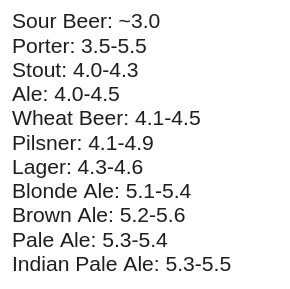 Sour Beer: ~3.0
Porter: 3.5-5.5
Stout: 4.0-4.3
Ale: 4.0-4.5
Wheat Beer: 4.1-4.5
Pilsner: 4.1-4.9
Lager: 4.3-4.6
Blonde Ale: 5.1-5.4
Brown Ale: 5.2-5.6
Pale Ale: 5.3-5.4
Indian Pale Ale: 5.3-5.5